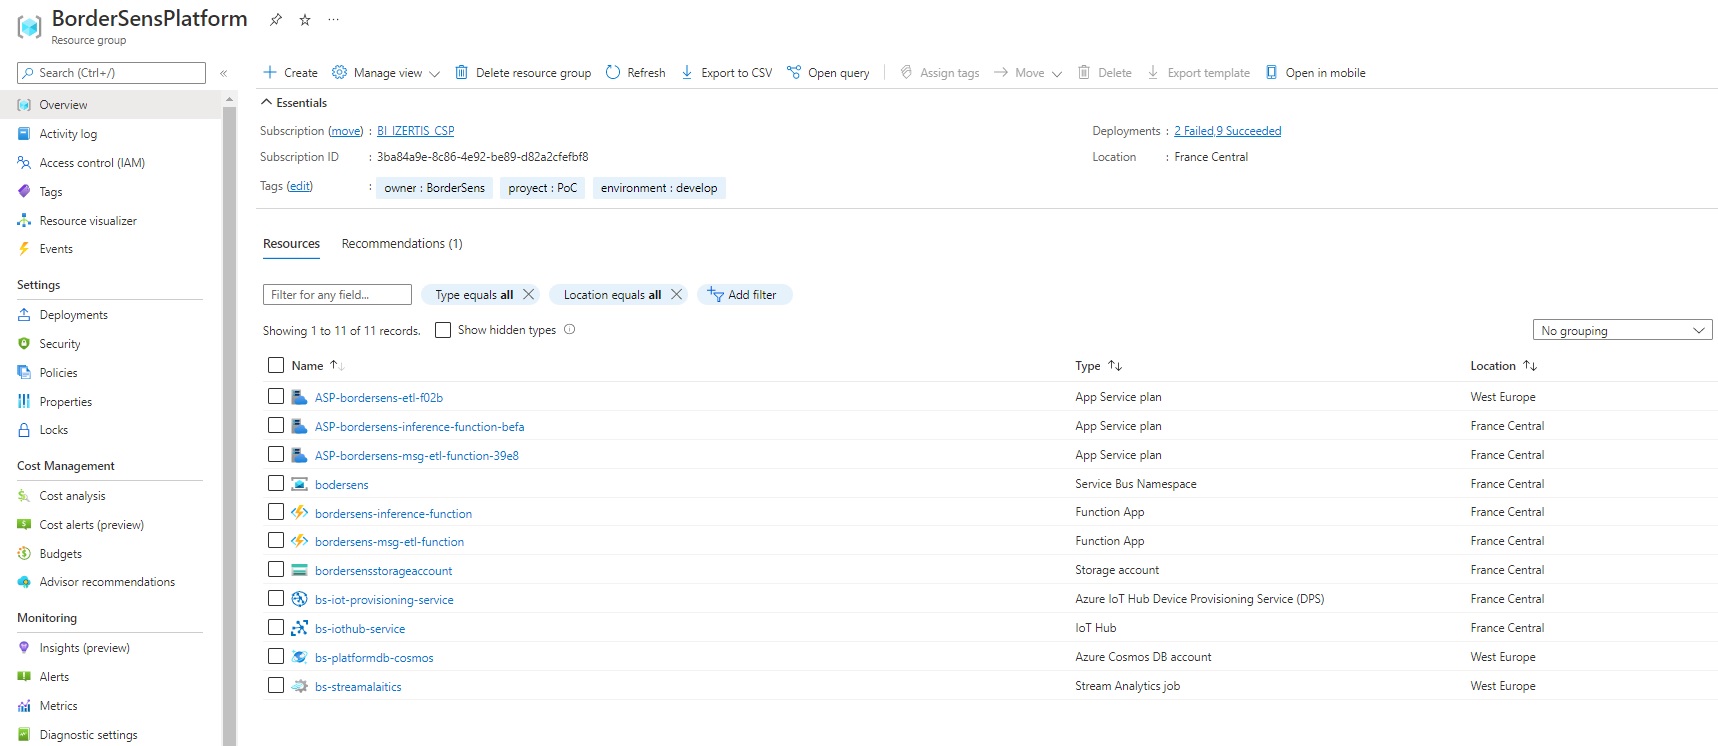 BorderSensPlatform
Resource group
Search (Ctrl+/)
«
Overview
Activity log
Access control (IAM)
Tags
Resource visualizer
Events
Settings
Deployments
Security
Policies
Properties
Locks
Cost Management
Cost analysis
Cost alerts (preview)
Budgets
Advisor recommendations
Monitoring
Insights (preview)
Alerts
Metrics
Diagnostic settings
Create Manage view Delete resource group Refresh Export to CSV Open query Assign tags Move Delete Export template Open in mobile
Essentials
Subscription (move) : BI_IZERTIS_CSP
Subscription ID : 3ba84a9e-8c86-4e92-be89-d82a2cfefbf8
Tags (edit) : owner : BorderSens proyect : PoC environment : develop
Deployments : 2 Failed,9 Succeeded
Location : France Central
Resources Recommendations (1)
Filter for any field... Type equals all Location equals all Add filter
Showing 1 to 11 of 11 records. Show hidden types No grouping
Name Type Location
ASP-bordersens-etl-f02b App Service plan West Europe
ASP-bordersens-inference-function-befa App Service plan France Central
ASP-bordersens-msg-etl-function-39e8 App Service plan France Central
bodersens Service Bus Namespace France Central
bordersens-inference-function Function App France Central
bordersens-msg-etl-function Function App France Central
bordersensstorageaccount Storage account France Central
bs-iot-provisioning-service Azure IoT Hub Device Provisioning Service (DPS) France Central
bs-iothub-service IoT Hub France Central
bs-platformdb-cosmos Azure Cosmos DB account West Europe
bs-streamalaitics Stream Analytics job West Europe